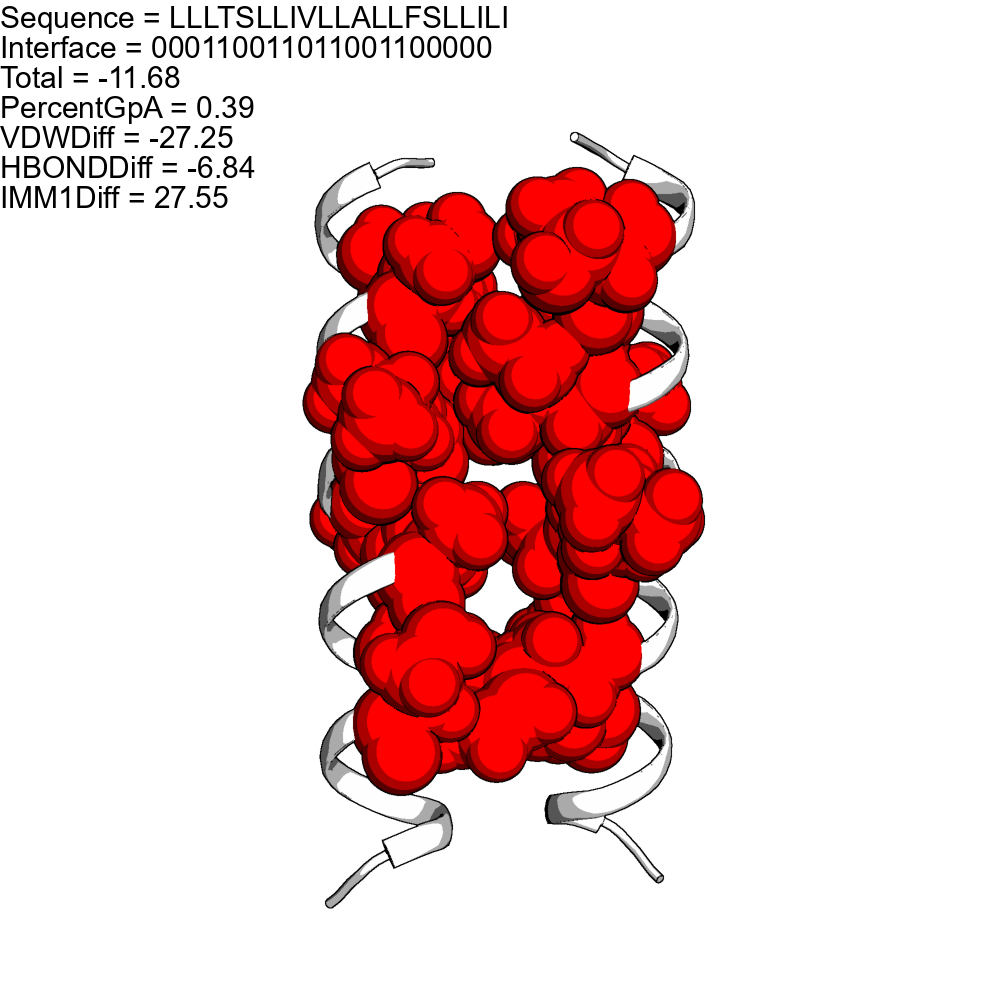 Sequence = LLLTSLLIVLLALLFSLLILI
Interface = 000110011011001100000
Total = -11.68
PercentGpA = 0.39
VDWDiff = -27.25
HBONDDiff = -6.84
IMM1Diff = 27.55